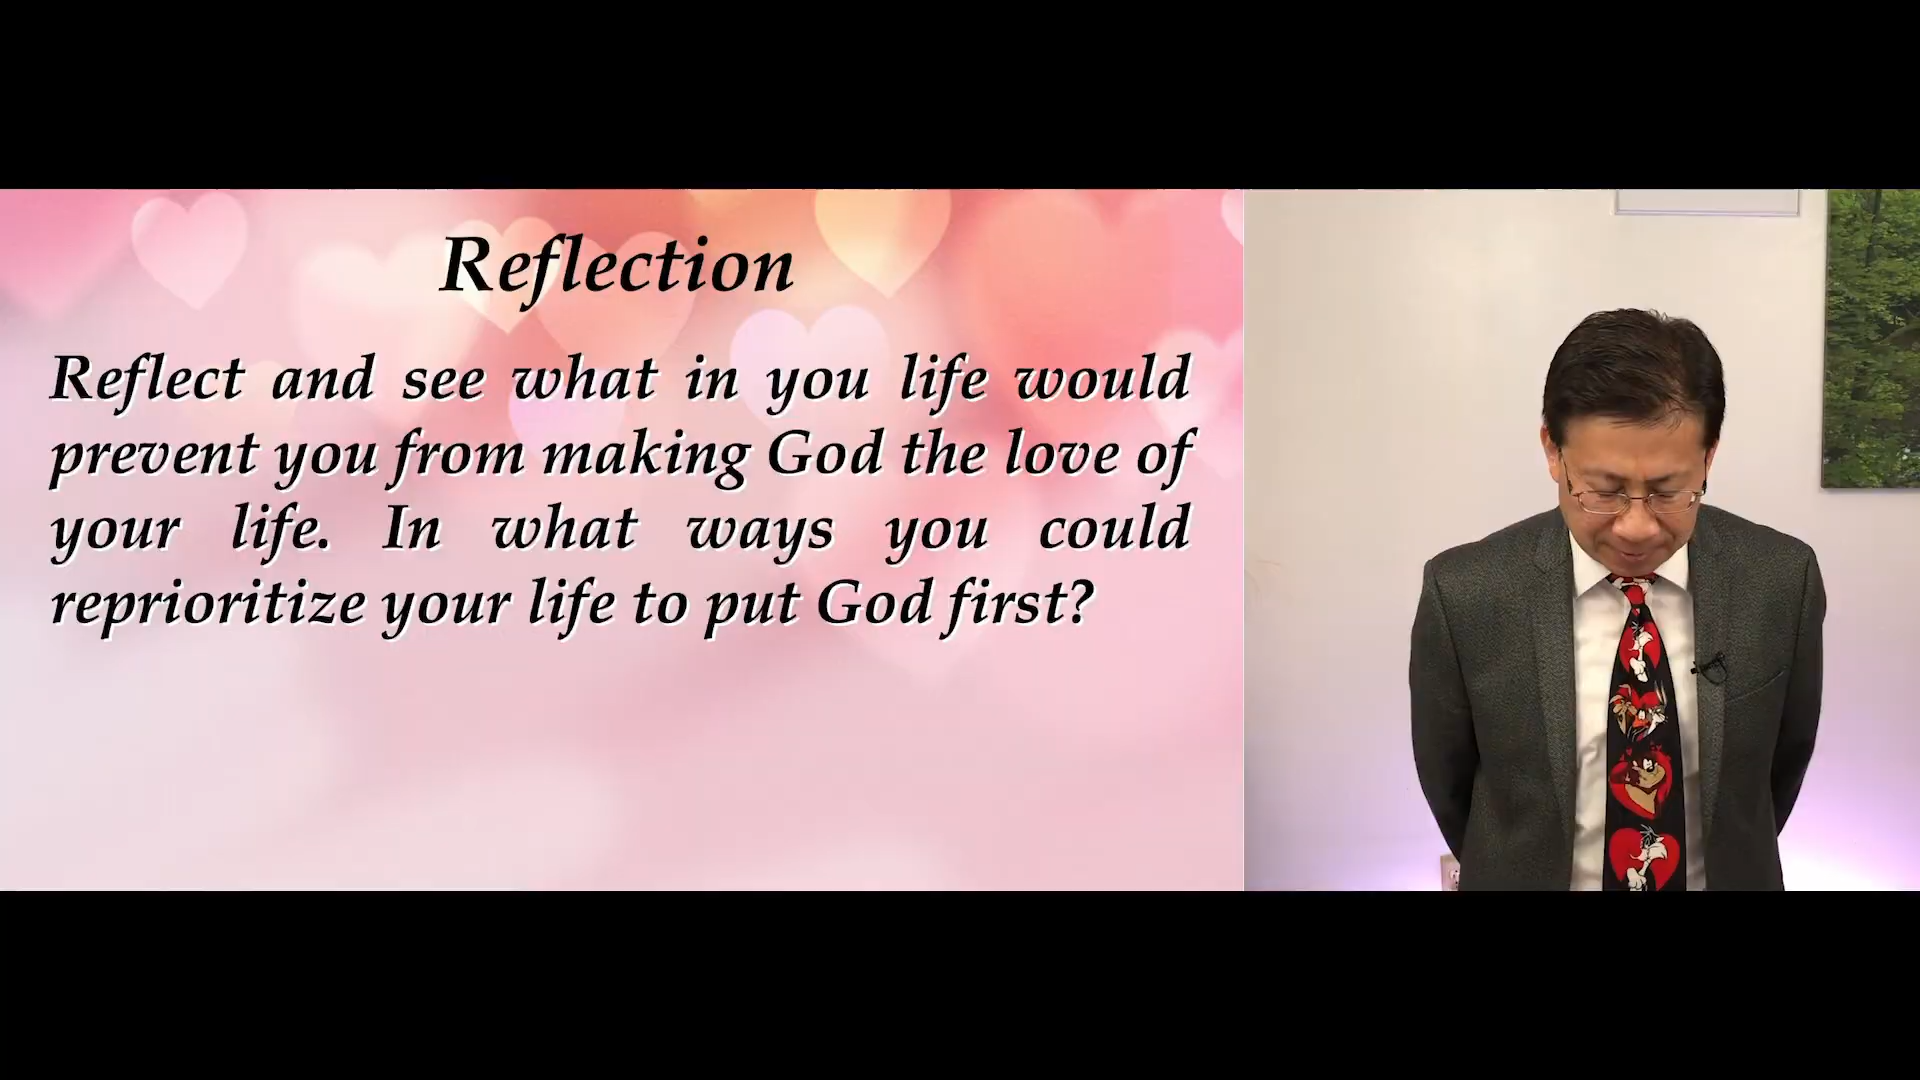 Reflection
Reflect and see what in you life would
prevent you from making God the love of
your life. In what ways you could
reprioritize your life to put God first?